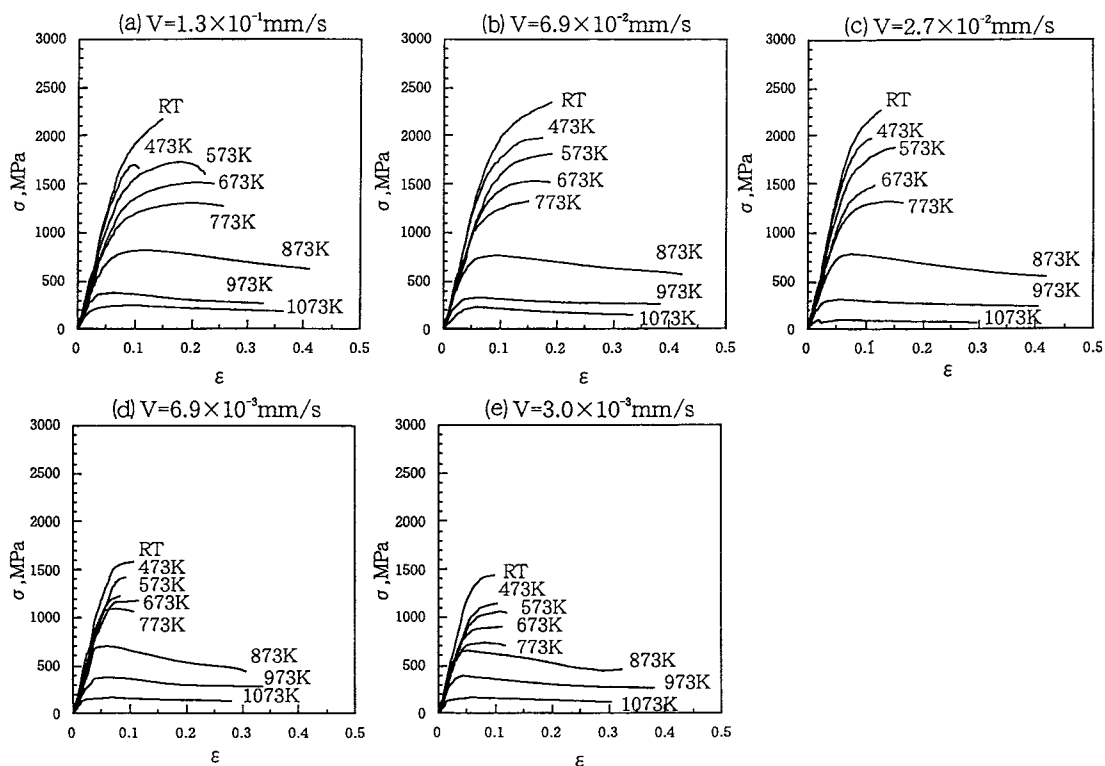 (a) V=1.3×10⁻¹mm/s
3000
2500
2000
1500
1000
500
0
σ ,MPa
RT
473K
573K
673K
773K
873K
973K
1073K
0 0.1 0.2 0.3 0.4 0.5
ε
(b) V=6.9×10⁻²mm/s
3000
2500
2000
1500
1000
500
0
σ ,MPa
RT
473K
573K
673K
773K
873K
973K
1073K
0 0.1 0.2 0.3 0.4 0.5
ε
(c) V=2.7×10⁻²mm/s
3000
2500
2000
1500
1000
500
0
σ ,MPa
RT
473K
573K
673K
773K
873K
973K
1073K
0 0.1 0.2 0.3 0.4 0.5
ε
(d) V=6.9×10⁻³mm/s
3000
2500
2000
1500
1000
500
0
σ ,MPa
RT
473K
573K
673K
773K
873K
973K
1073K
0 0.1 0.2 0.3 0.4 0.5
ε
(e) V=3.0×10⁻³mm/s
3000
2500
2000
1500
1000
500
0
σ ,MPa
RT
473K
573K
673K
773K
873K
973K
1073K
0 0.1 0.2 0.3 0.4 0.5
ε